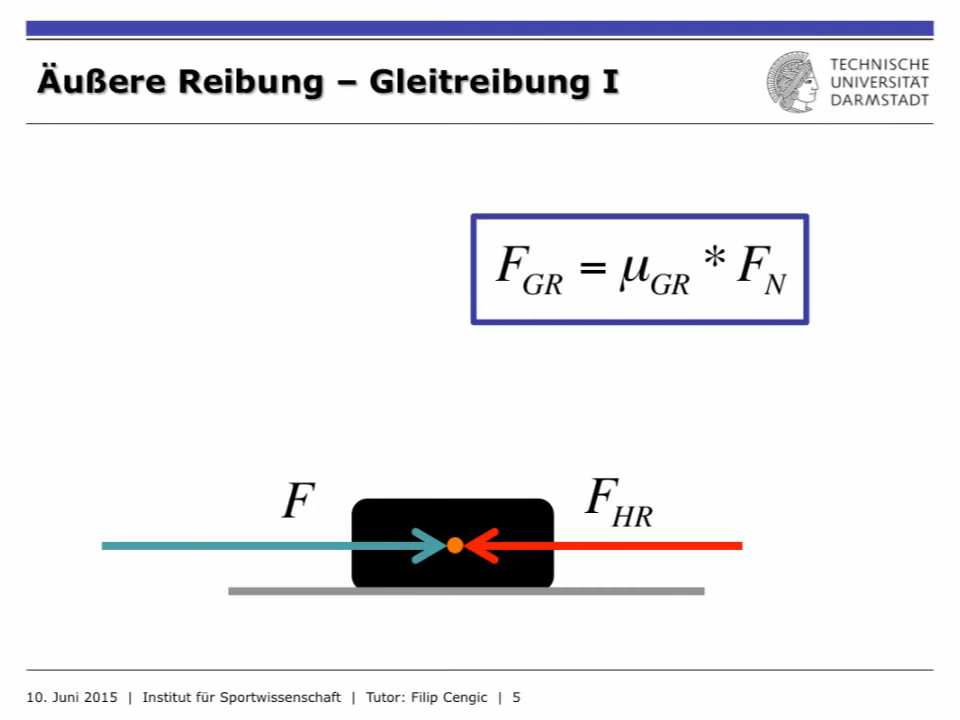 Äußere Reibung – Gleitreibung I
TECHNISCHE
UNIVERSITÄT
DARMSTADT
F_GR = μ_GR * F_N
F
F_HR
10. Juni 2015 | Institut für Sportwissenschaft | Tutor: Filip Cengic | 5